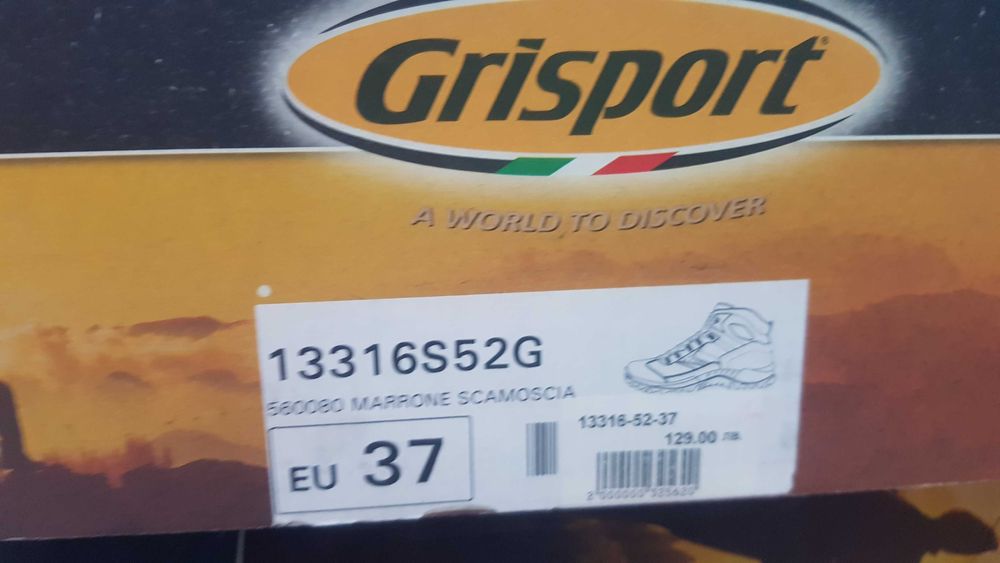 Grisport®
A WORLD TO DISCOVER
13316S52G
560080 MARRONE SCAMOSCIA
EU 37
13316-52-37
129.00 лв.